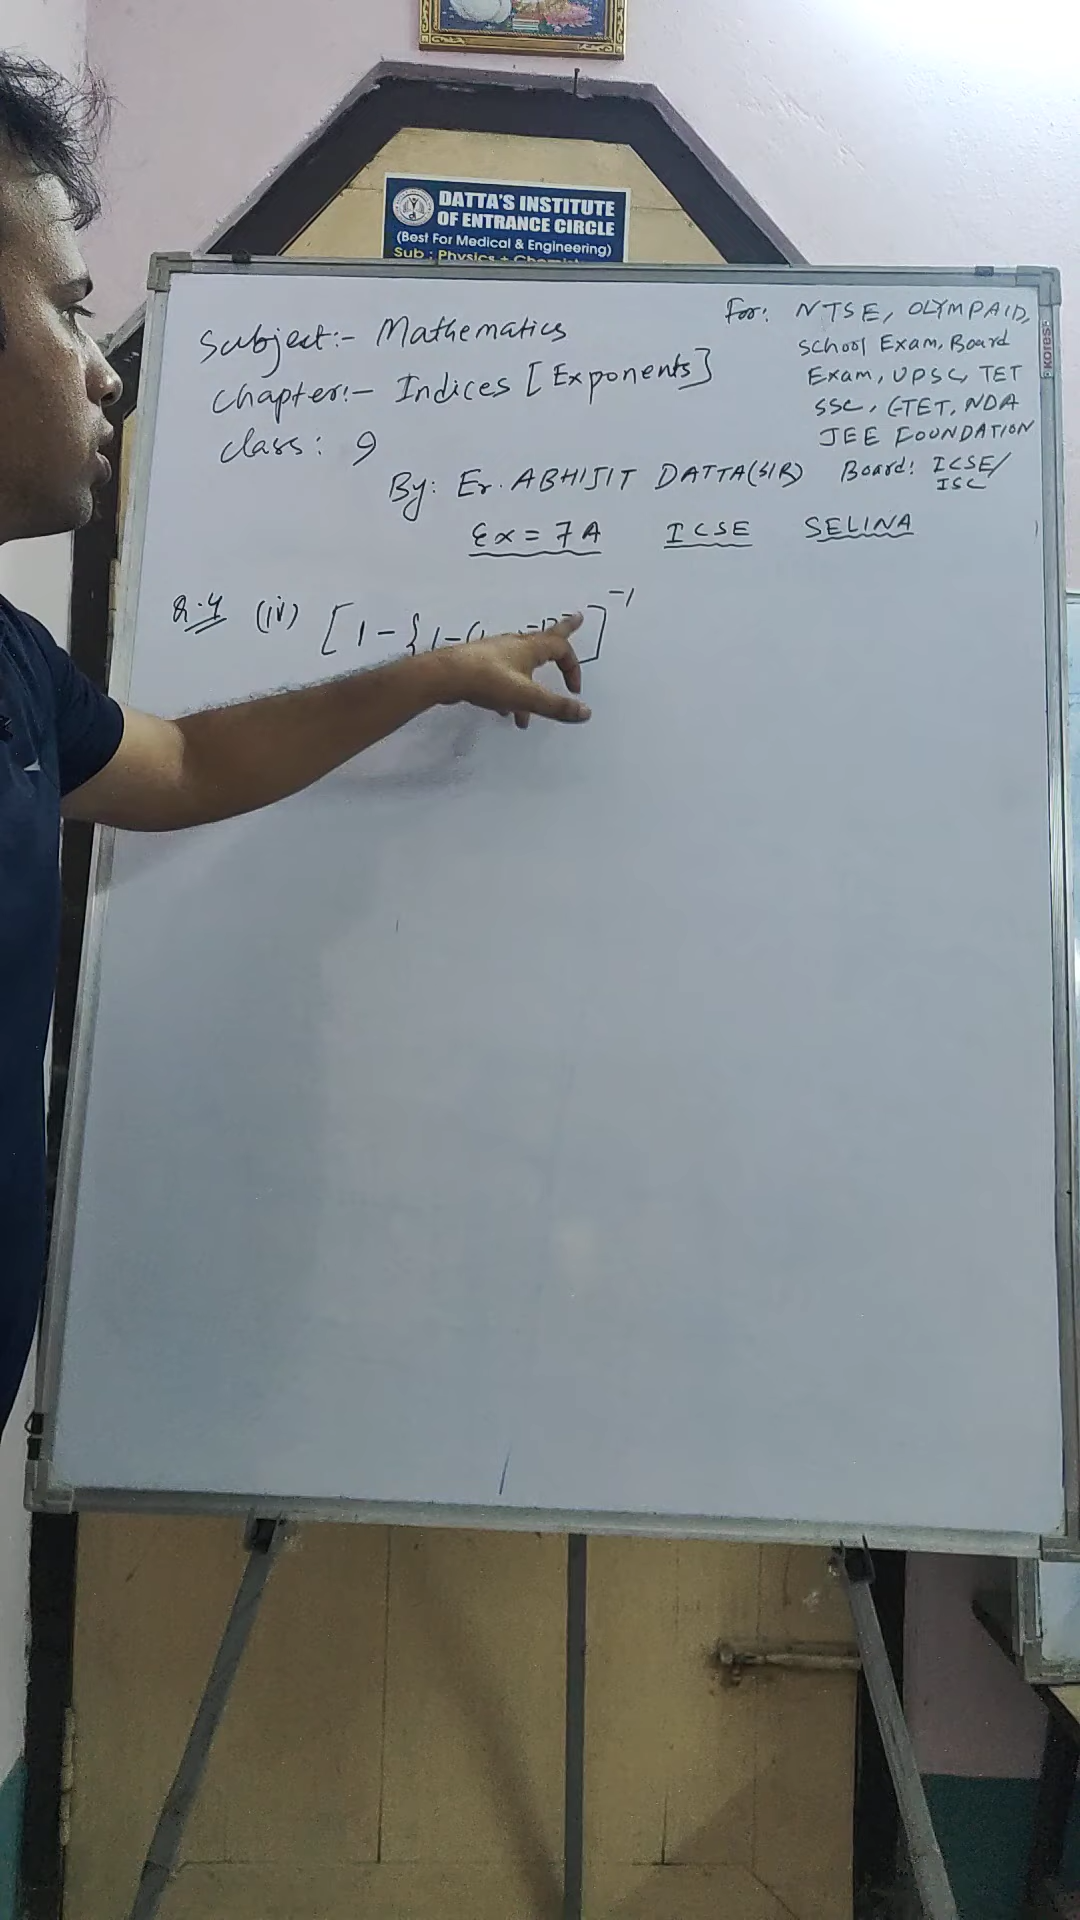 DATTA'S INSTITUTE
OF ENTRANCE CIRCLE
(Best For Medical & Engineering)
Sub : Physics +
Subject:- Mathematics
Chapter:- Indices [Exponents]
Class: 9
For: NTSE, OLYMPAID,
School Exam, Board
Exam, UPSC, TET
SSC, CTET, NDA
JEE FOUNDATION
Board: ICSE/
ISC
By: Er. ABHIJIT DATTA(SIR)
Ex = 7A ICSE SELINA
Q.4 (iv) [1-{1-(1 ]⁻¹
KORES